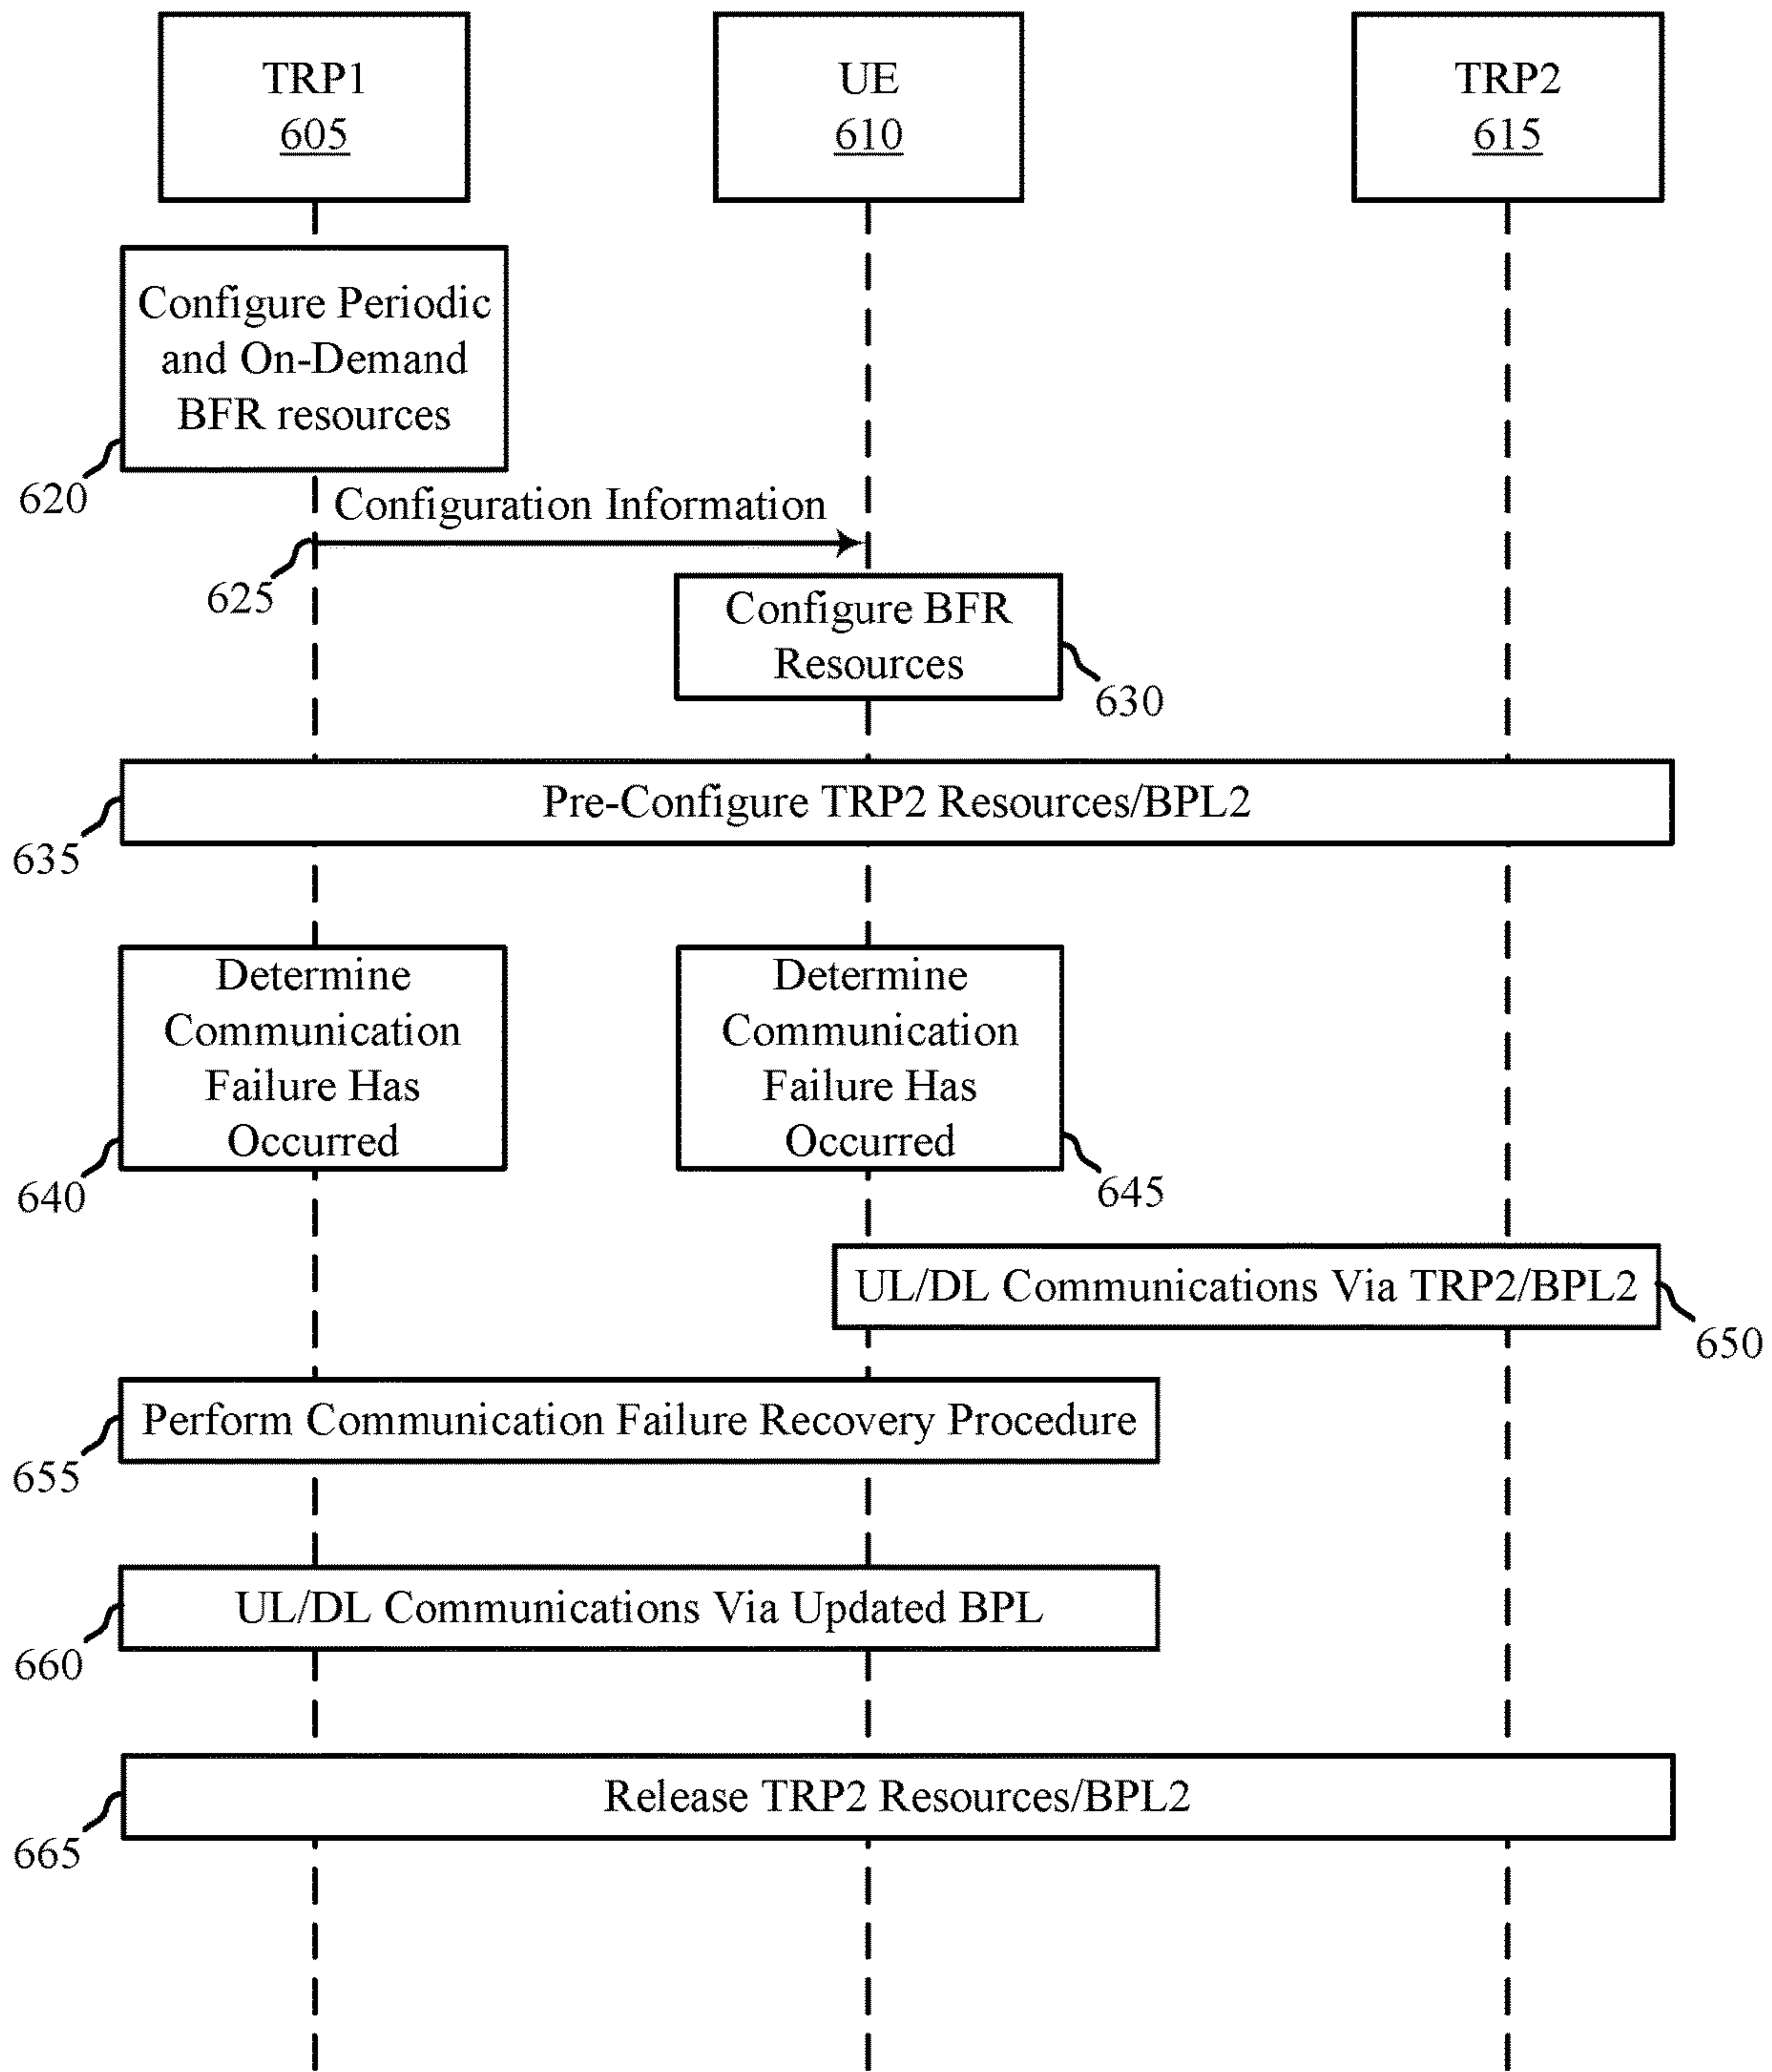 TRP1
605
UE
610
TRP2
615
Configure Periodic
and On-Demand
BFR resources
620
Configuration Information
625
Configure BFR
Resources
630
Pre-Configure TRP2 Resources/BPL2
635
Determine
Communication
Failure Has
Occurred
640
Determine
Communication
Failure Has
Occurred
645
UL/DL Communications Via TRP2/BPL2
650
Perform Communication Failure Recovery Procedure
655
UL/DL Communications Via Updated BPL
660
Release TRP2 Resources/BPL2
665